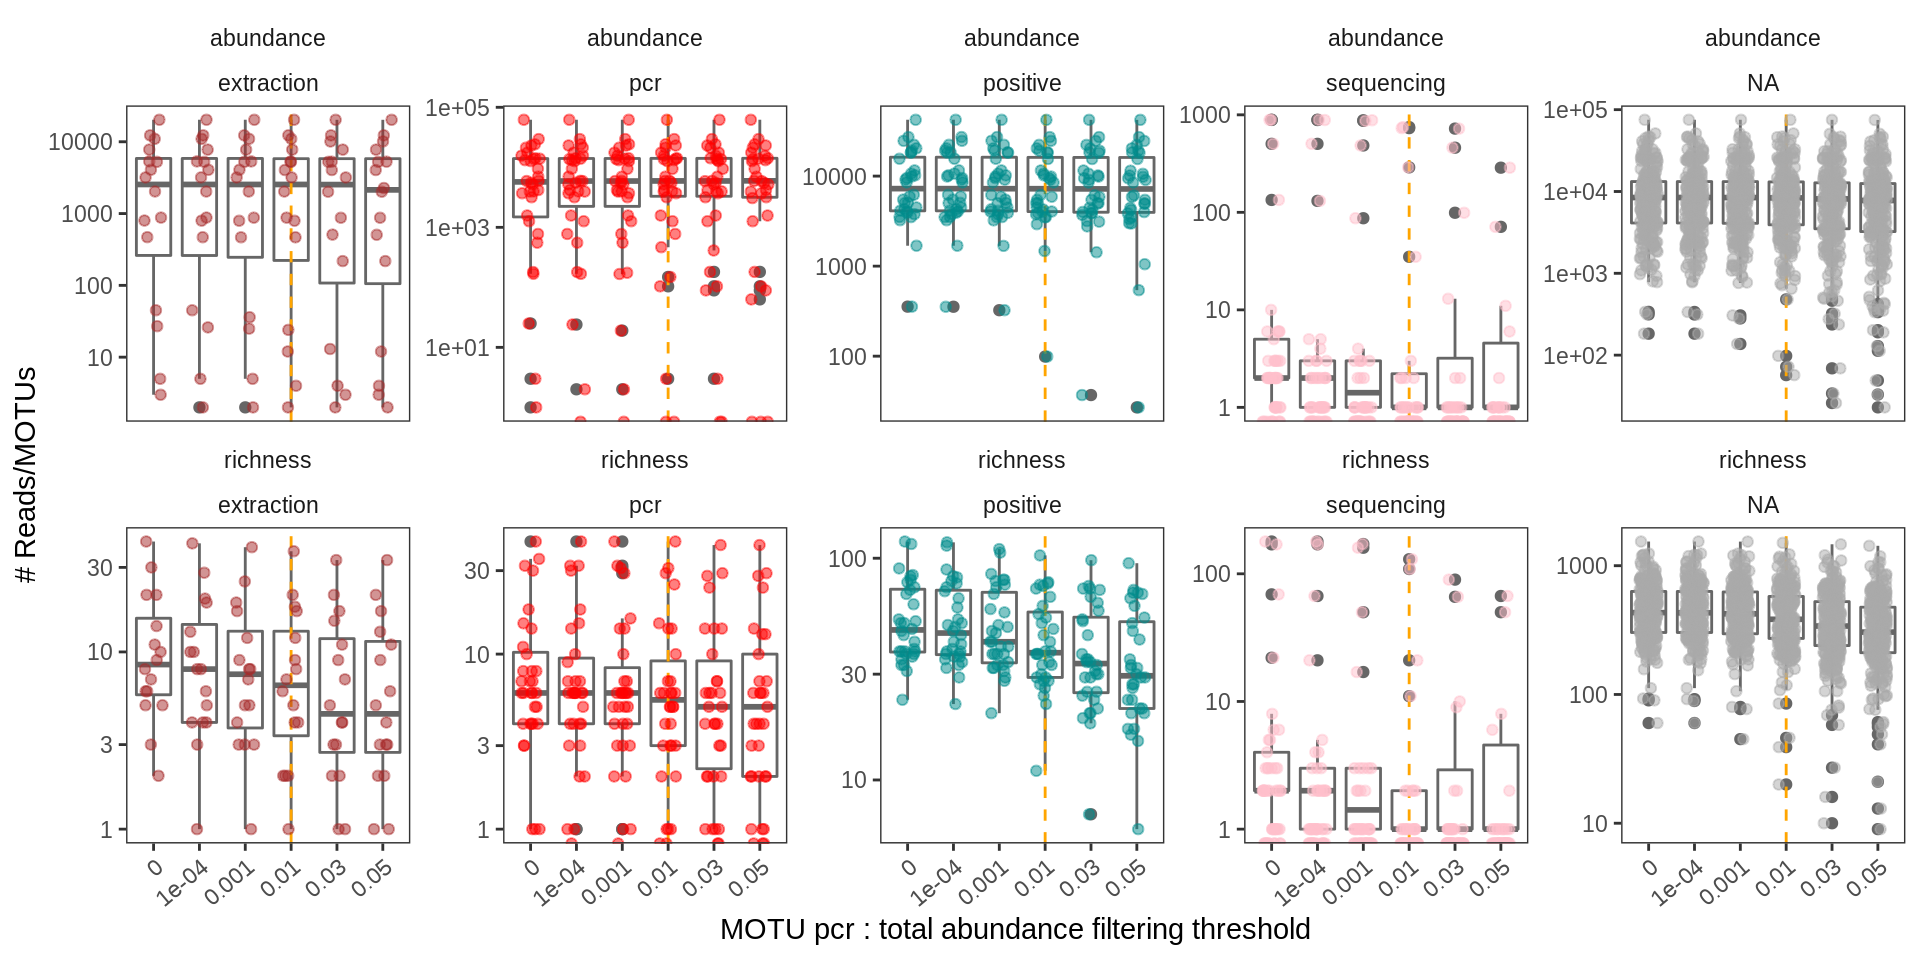 abundance abundance abundance abundance abundance
extraction pcr positive sequencing NA
10000 1000 100 10
1e+05 1e+03 1e+01
10000 1000 100
1000 100 10 1
1e+05 1e+04 1e+03 1e+02
# Reads/MOTUs
richness richness richness richness richness
extraction pcr positive sequencing NA
30 10 3 1
30 10 3 1
100 30 10
100 10 1
1000 100 10
0 1e-04 0.001 0.01 0.03 0.05
0 1e-04 0.001 0.01 0.03 0.05
0 1e-04 0.001 0.01 0.03 0.05
0 1e-04 0.001 0.01 0.03 0.05
0 1e-04 0.001 0.01 0.03 0.05
MOTU pcr : total abundance filtering threshold